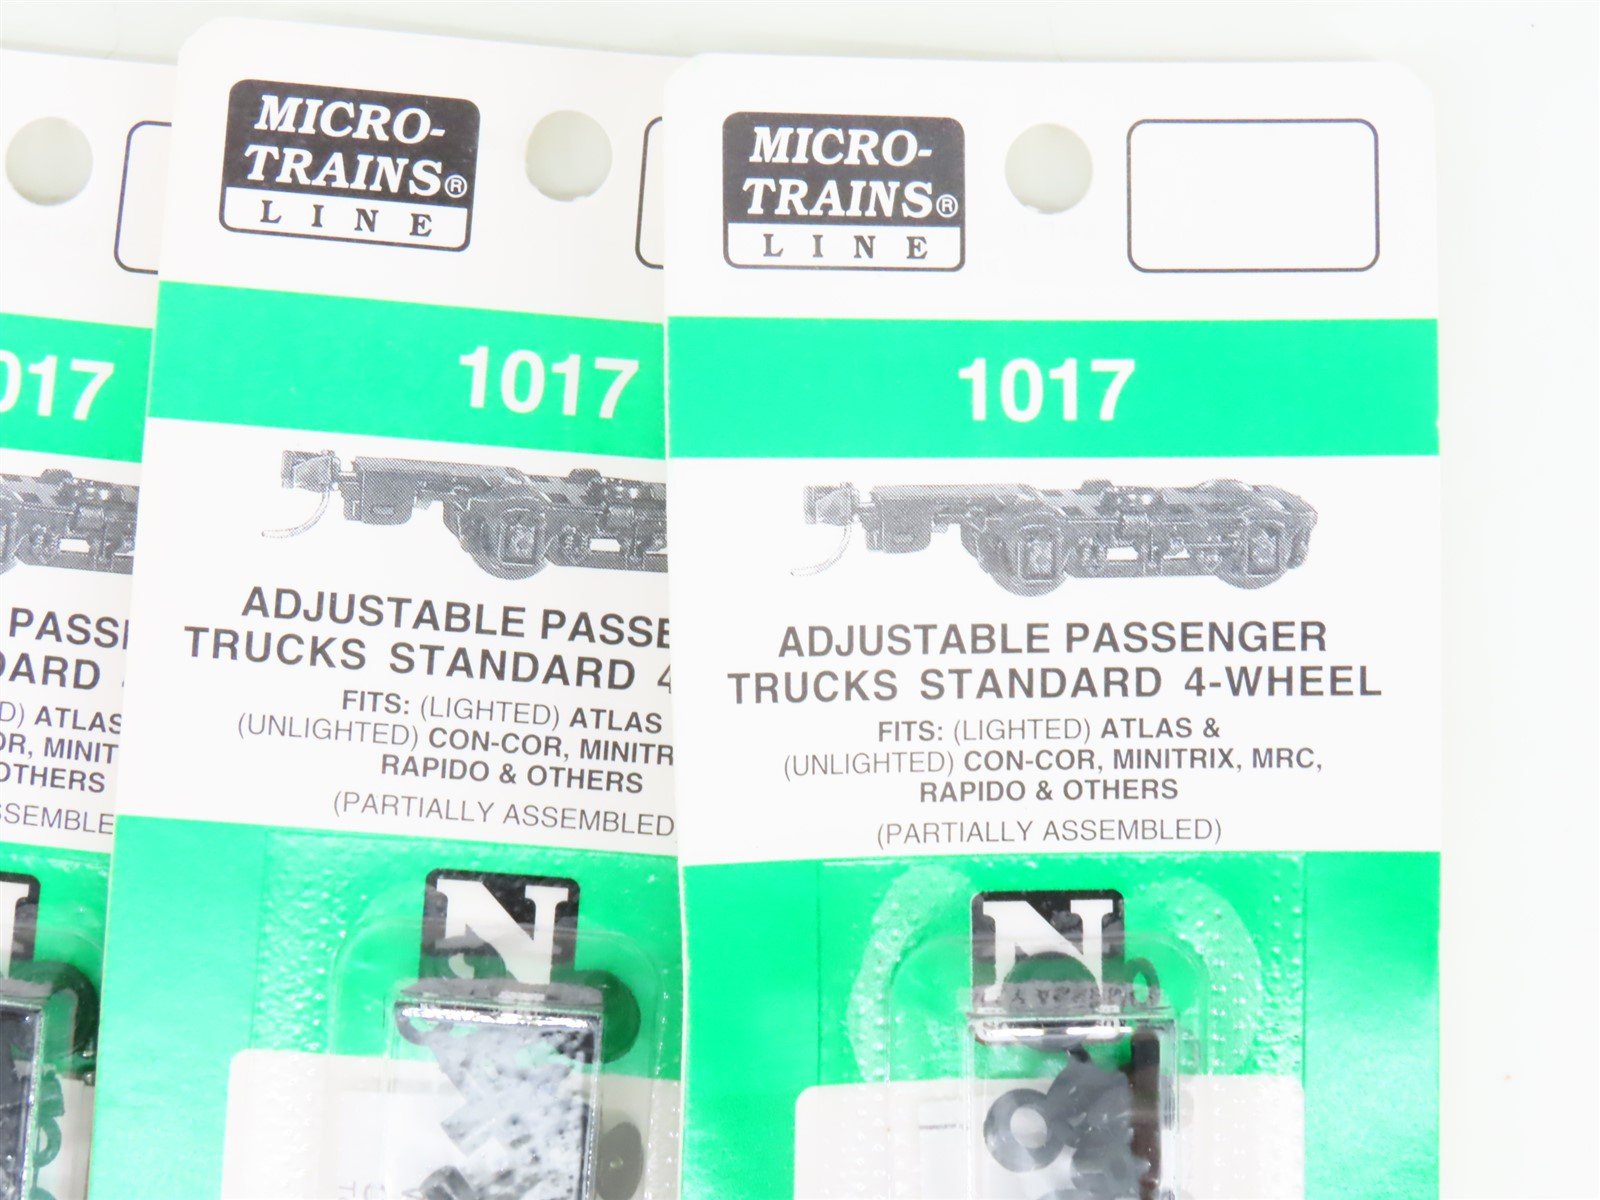 017
PASS
DARD
D) ATLAS
OR, MINIT
OTHERS
SSEMBLE
MICRO-
TRAINS®
LINE
1017
ADJUSTABLE PASSE
TRUCKS STANDARD 4
FITS: (LIGHTED) ATLAS
(UNLIGHTED) CON-COR, MINITR
RAPIDO & OTHERS
(PARTIALLY ASSEMBLED)
N
MICRO-
TRAINS®
LINE
1017
ADJUSTABLE PASSENGER
TRUCKS STANDARD 4-WHEEL
FITS: (LIGHTED) ATLAS &
(UNLIGHTED) CON-COR, MINITRIX, MRC,
RAPIDO & OTHERS
(PARTIALLY ASSEMBLED)
N